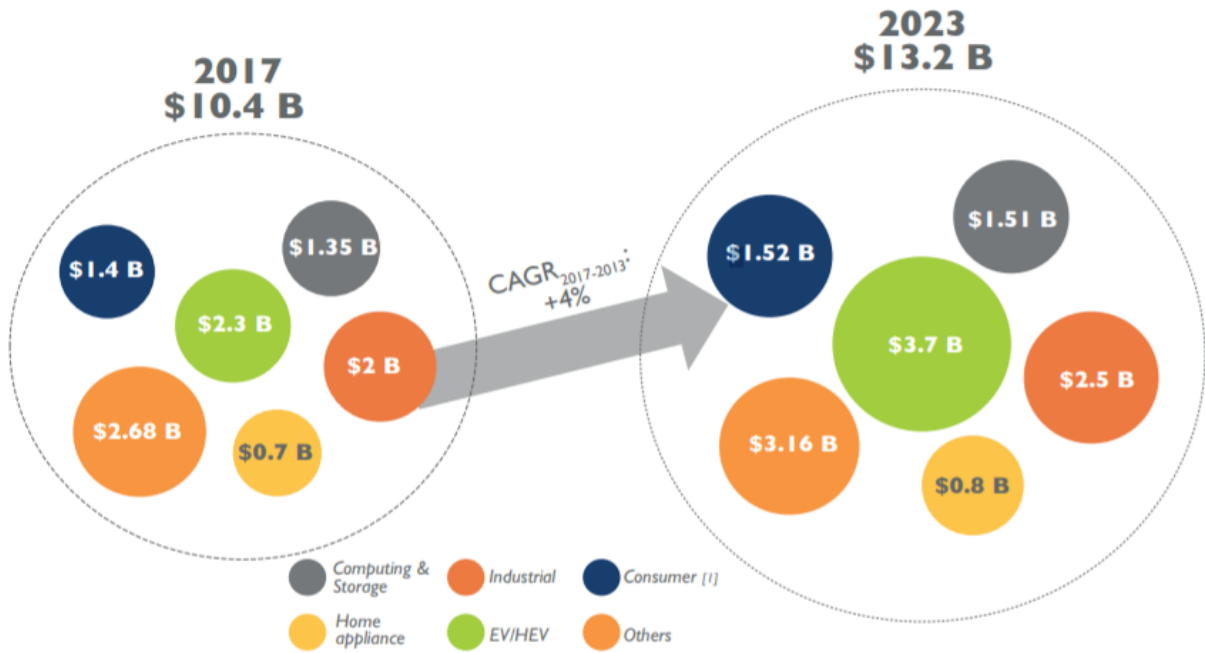 2017
$10.4 B
$1.4 B
$1.35 B
$2.3 B
$2 B
$2.68 B
$0.7 B
CAGR2017-2013:
+4%
2023
$13.2 B
$1.52 B
$1.51 B
$3.7 B
$2.5 B
$3.16 B
$0.8 B
Computing &
Storage
Industrial
Consumer [1]
Home
appliance
EV/HEV
Others